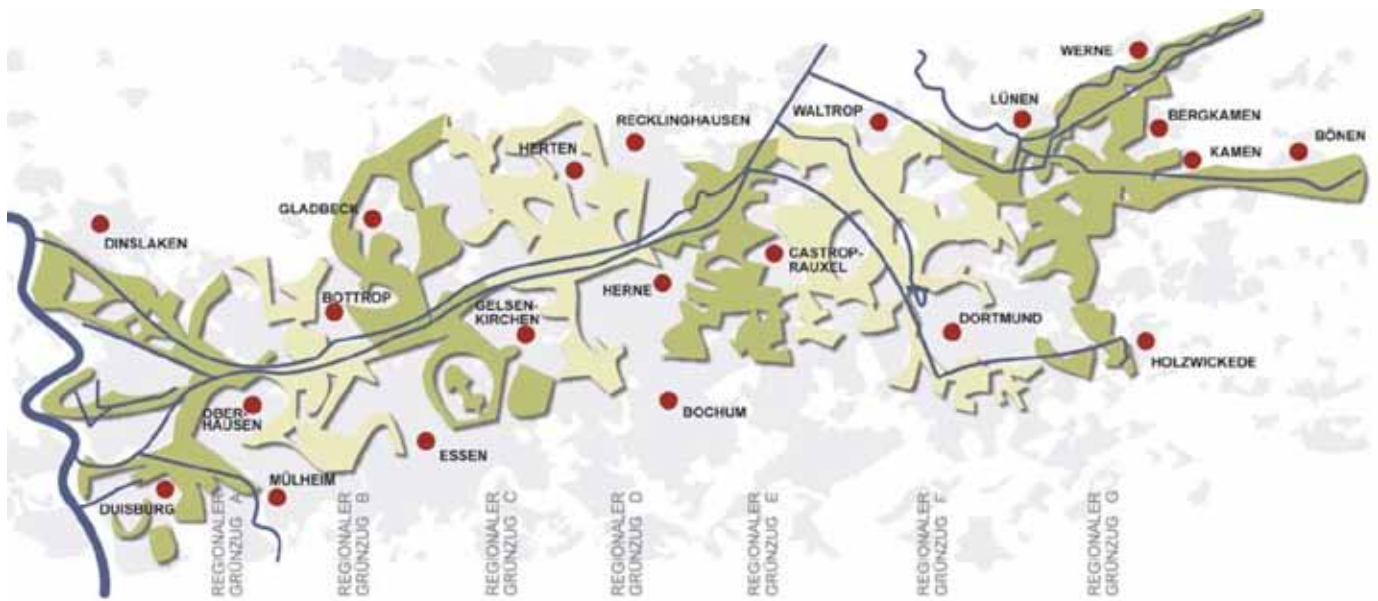 WERNE
LÜNEN
WALTROP
RECKLINGHAUSEN
BERGKAMEN
BÖNEN
HERTEN
KAMEN
GLADBECK
DINSLAKEN
CASTROP-
RAUXEL
HERNE
BOTTROP
GELSEN-
KIRCHEN
DORTMUND
HOLZWICKEDE
OBER-
HAUSEN
BOCHUM
ESSEN
MÜLHEIM
DUISBURG
REGIONALER
GRÜNZUG A
REGIONALER
GRÜNZUG B
REGIONALER
GRÜNZUG C
REGIONALER
GRÜNZUG D
REGIONALER
GRÜNZUG E
REGIONALER
GRÜNZUG F
REGIONALER
GRÜNZUG G